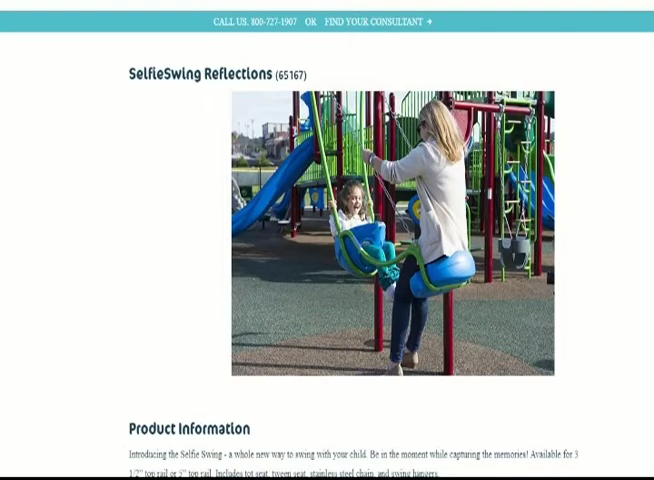 CALL US. 800-727-1907 OR FIND YOUR CONSULTANT →
SelfieSwing Reflections (65167)
Product Information
Introducing the Selfie Swing - a whole new way to swing with your child. Be in the moment while capturing the memories! Available for 3
1/2" top rail or 5" top rail. Includes tot seat, tween seat, stainless steel chain, and swing hangers.